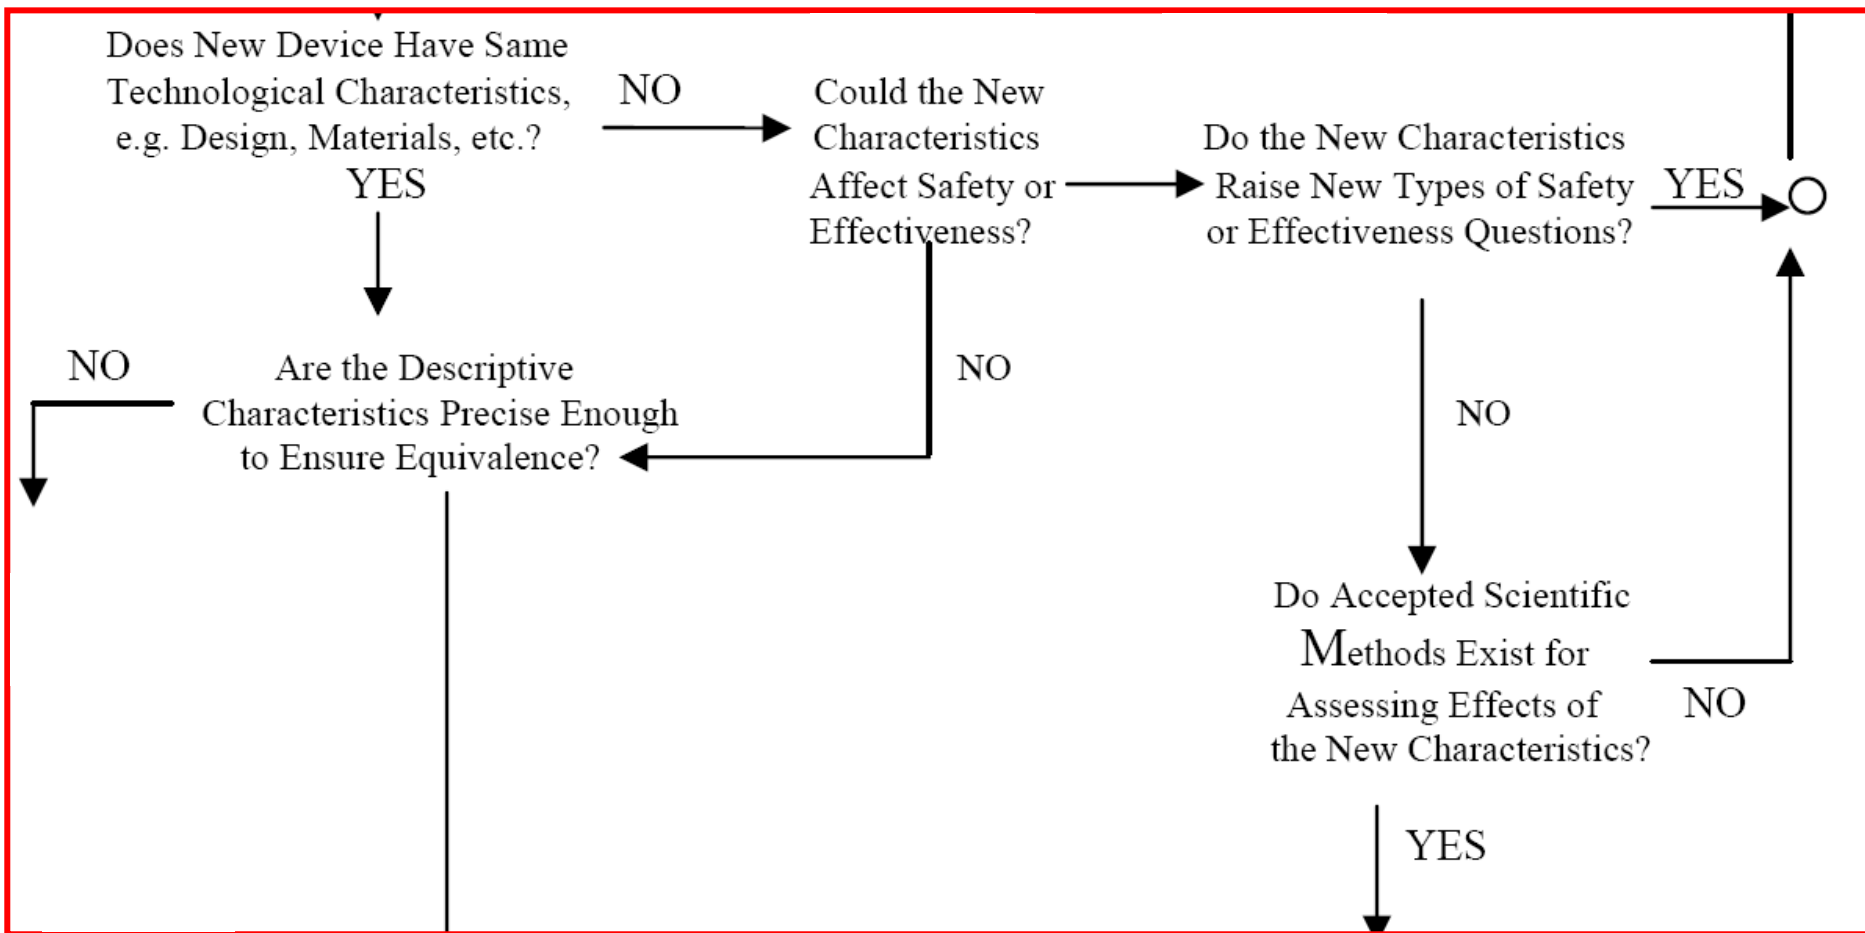 Does New Device Have Same
Technological Characteristics,
e.g. Design, Materials, etc.?
NO
YES
Could the New
Characteristics
Affect Safety or
Effectiveness?
Do the New Characteristics
Raise New Types of Safety
or Effectiveness Questions?
YES
NO
Are the Descriptive
Characteristics Precise Enough
to Ensure Equivalence?
NO
NO
Do Accepted Scientific
Methods Exist for
Assessing Effects of
the New Characteristics?
NO
YES